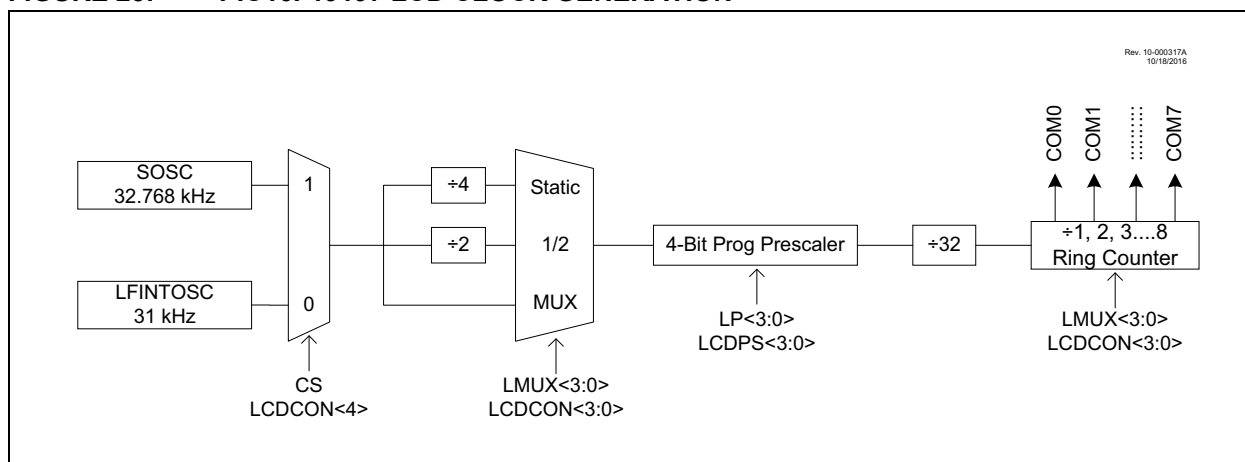 Rev. 10-000317A
10/18/2016
COM0
COM1
COM7
SOSC
32.768 kHz
1
÷4
Static
÷2
1/2
4-Bit Prog Prescaler
÷32
÷1, 2, 3....8
Ring Counter
LFINTOSC
31 kHz
0
MUX
LP<3:0>
LCDPS<3:0>
LMUX<3:0>
LCDCON<3:0>
CS
LCDCON<4>
LMUX<3:0>
LCDCON<3:0>